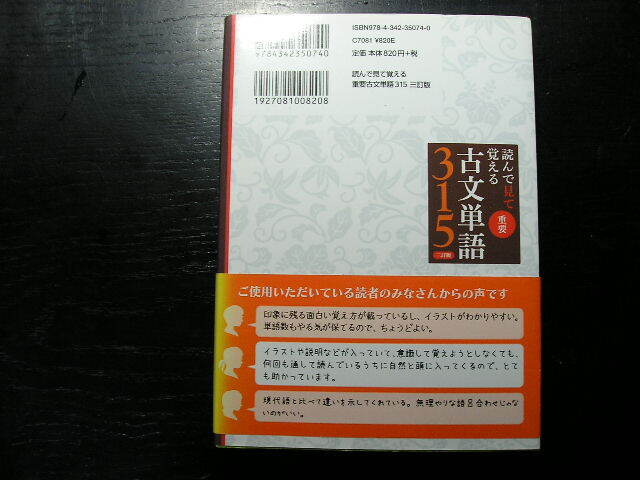 ISBN978-4-342-35074-0
C7081 ¥820E
定価 本体820円+税
9784342350740
1927081008208
読んで見て覚える
重要古文単語315 三訂版
読んで見て
覚える
重要
古文単語
315
三訂版
ご使用いただいている読者のみなさんからの声です
印象に残る面白い覚え方が載っているし、イラストがわかりやすい。
単語数もやる気が保てるので、ちょうどよい。
イラストや説明などが入っていて、意識して覚えようとしなくても、
何回も通して読んでいるうちに自然と頭に入ってくるので、とて
も助かっています。
現代語と比べて違いを示してくれている。無理やりな語呂合わせじゃな
いのがいい。